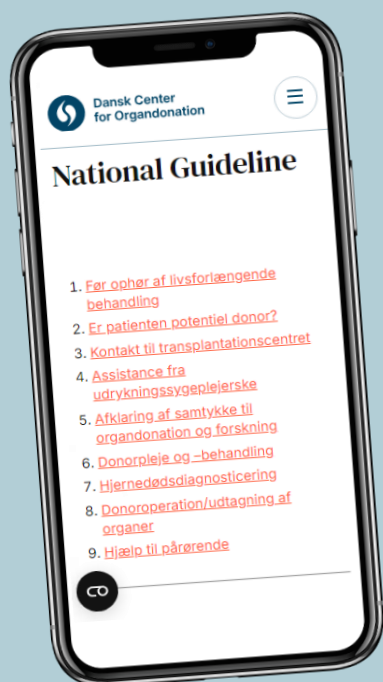 Dansk Center
for Organdonation
National Guideline
1. Før ophør af livsforlængende
behandling
2. Er patienten potentiel donor?
3. Kontakt til transplantationscentret
4. Assistance fra
udrykningssygeplejerske
5. Afklaring af samtykke til
organdonation og forskning
6. Donorpleje og –behandling
7. Hjernedødsdiagnosticering
8. Donoroperation/udtagning af
organer
9. Hjælp til pårørende